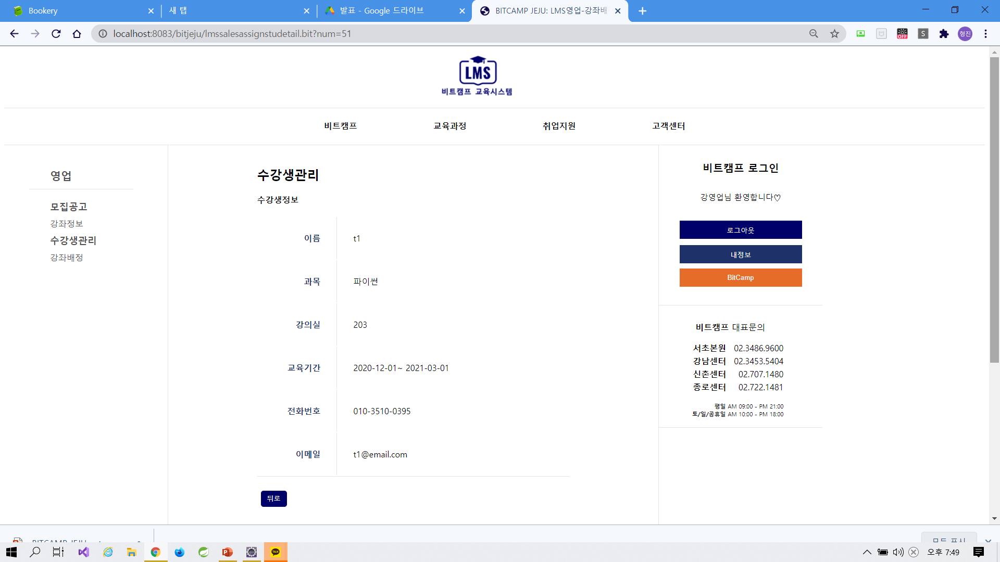 Bookery
새 탭
발표 - Google 드라이브
BITCAMP JEJU: LMS영업-강좌배
localhost:8083/bitjeju/lmssalesassignstudetail.bit?num=51
OFF
S
형진
LMS
비트캠프 교육시스템
비트캠프
교육과정
취업지원
고객센터
영업
모집공고
강좌정보
수강생관리
강좌배정
수강생관리
수강생정보
이름 t1
과목 파이썬
강의실 203
교육기간 2020-12-01~ 2021-03-01
전화번호 010-3510-0395
이메일 t1@email.com
뒤로
비트캠프 로그인
강영업님 환영합니다♡
로그아웃
내정보
BitCamp
비트캠프 대표문의
서초본원 02.3486.9600
강남센터 02.3453.5404
신촌센터 02.707.1480
종로센터 02.722.1481
평일 AM 09:00 - PM 21:00
토/일/공휴일 AM 10:00 - PM 18:00
모두 표시
TALK
오후 7:49